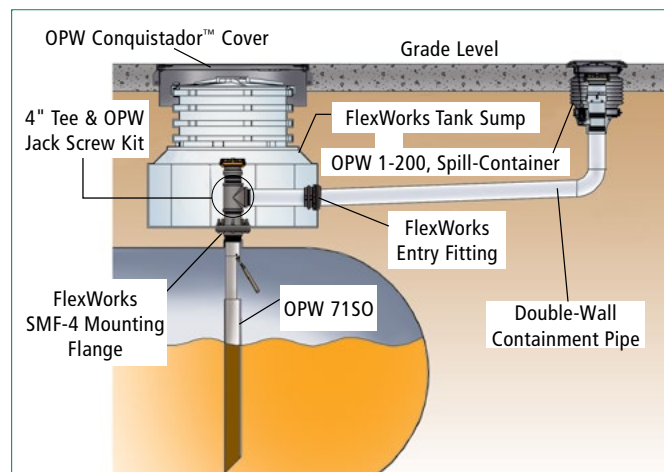 OPW Conquistador™ Cover
Grade Level
4" Tee & OPW
Jack Screw Kit
FlexWorks Tank Sump
OPW 1-200, Spill-Container
FlexWorks
Entry Fitting
FlexWorks
SMF-4 Mounting
Flange
OPW 71SO
Double-Wall
Containment Pipe